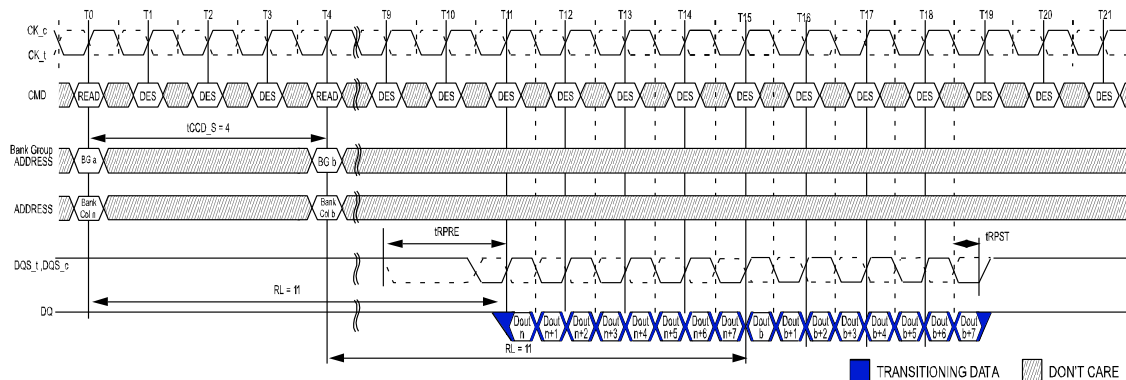 T0 T1 T2 T3 T4 T9 T10 T11 T12 T13 T14 T15 T16 T17 T18 T19 T20 T21
CK_c
CK_t
CMD READ DES DES DES READ DES DES DES DES DES DES DES DES DES DES DES DES DES
tCCD_S = 4
Bank Group
ADDRESS BG a BG b
ADDRESS Bank Col n Bank Col b
tRPRE tRPST
DQS_t ,DQS_c
RL = 11
DQ Dout n Dout n+1 Dout n+2 Dout n+3 Dout n+4 Dout n+5 Dout n+6 Dout n+7 Dout b Dout b+1 Dout b+2 Dout b+3 Dout b+4 Dout b+5 Dout b+6 Dout b+7
RL = 11
TRANSITIONING DATA DON'T CARE